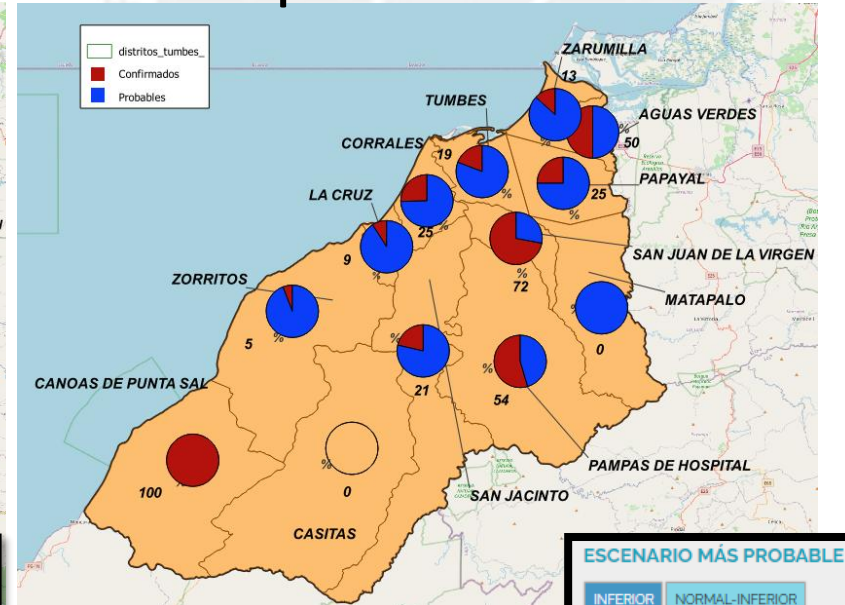 distritos_tumbes_
Confirmados
Probables
ZARUMILLA
13
%
TUMBES
AGUAS VERDES
%
50
CORRALES
19
%
PAPAYAL
25
%
LA CRUZ
25
%
9
%
SAN JUAN DE LA VIRGEN
%
72
ZORRITOS
MATAPALO
5
%
%
0
%
21
CANOAS DE PUNTA SAL
%
54
PAMPAS DE HOSPITAL
100
%
%
0
SAN JACINTO
CASITAS
ESCENARIO MÁS PROBABLE
INFERIOR
NORMAL-INFERIOR